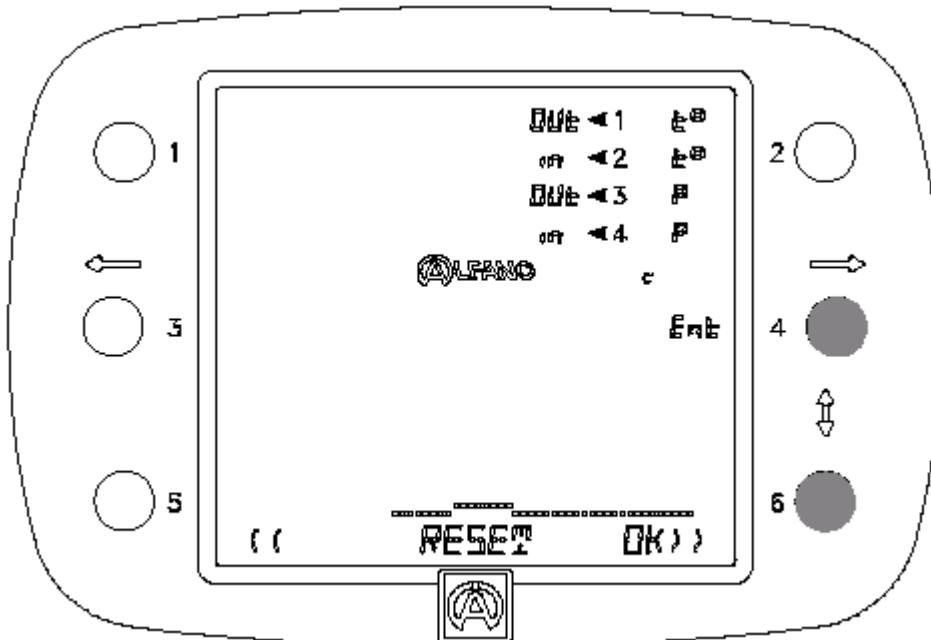 1 2
Out ◄1 t°
on ◄2 t°
Out ◄3 P
on ◄4 P
ALFANO c
3 4
Ent
5 6
(( RESET OK))